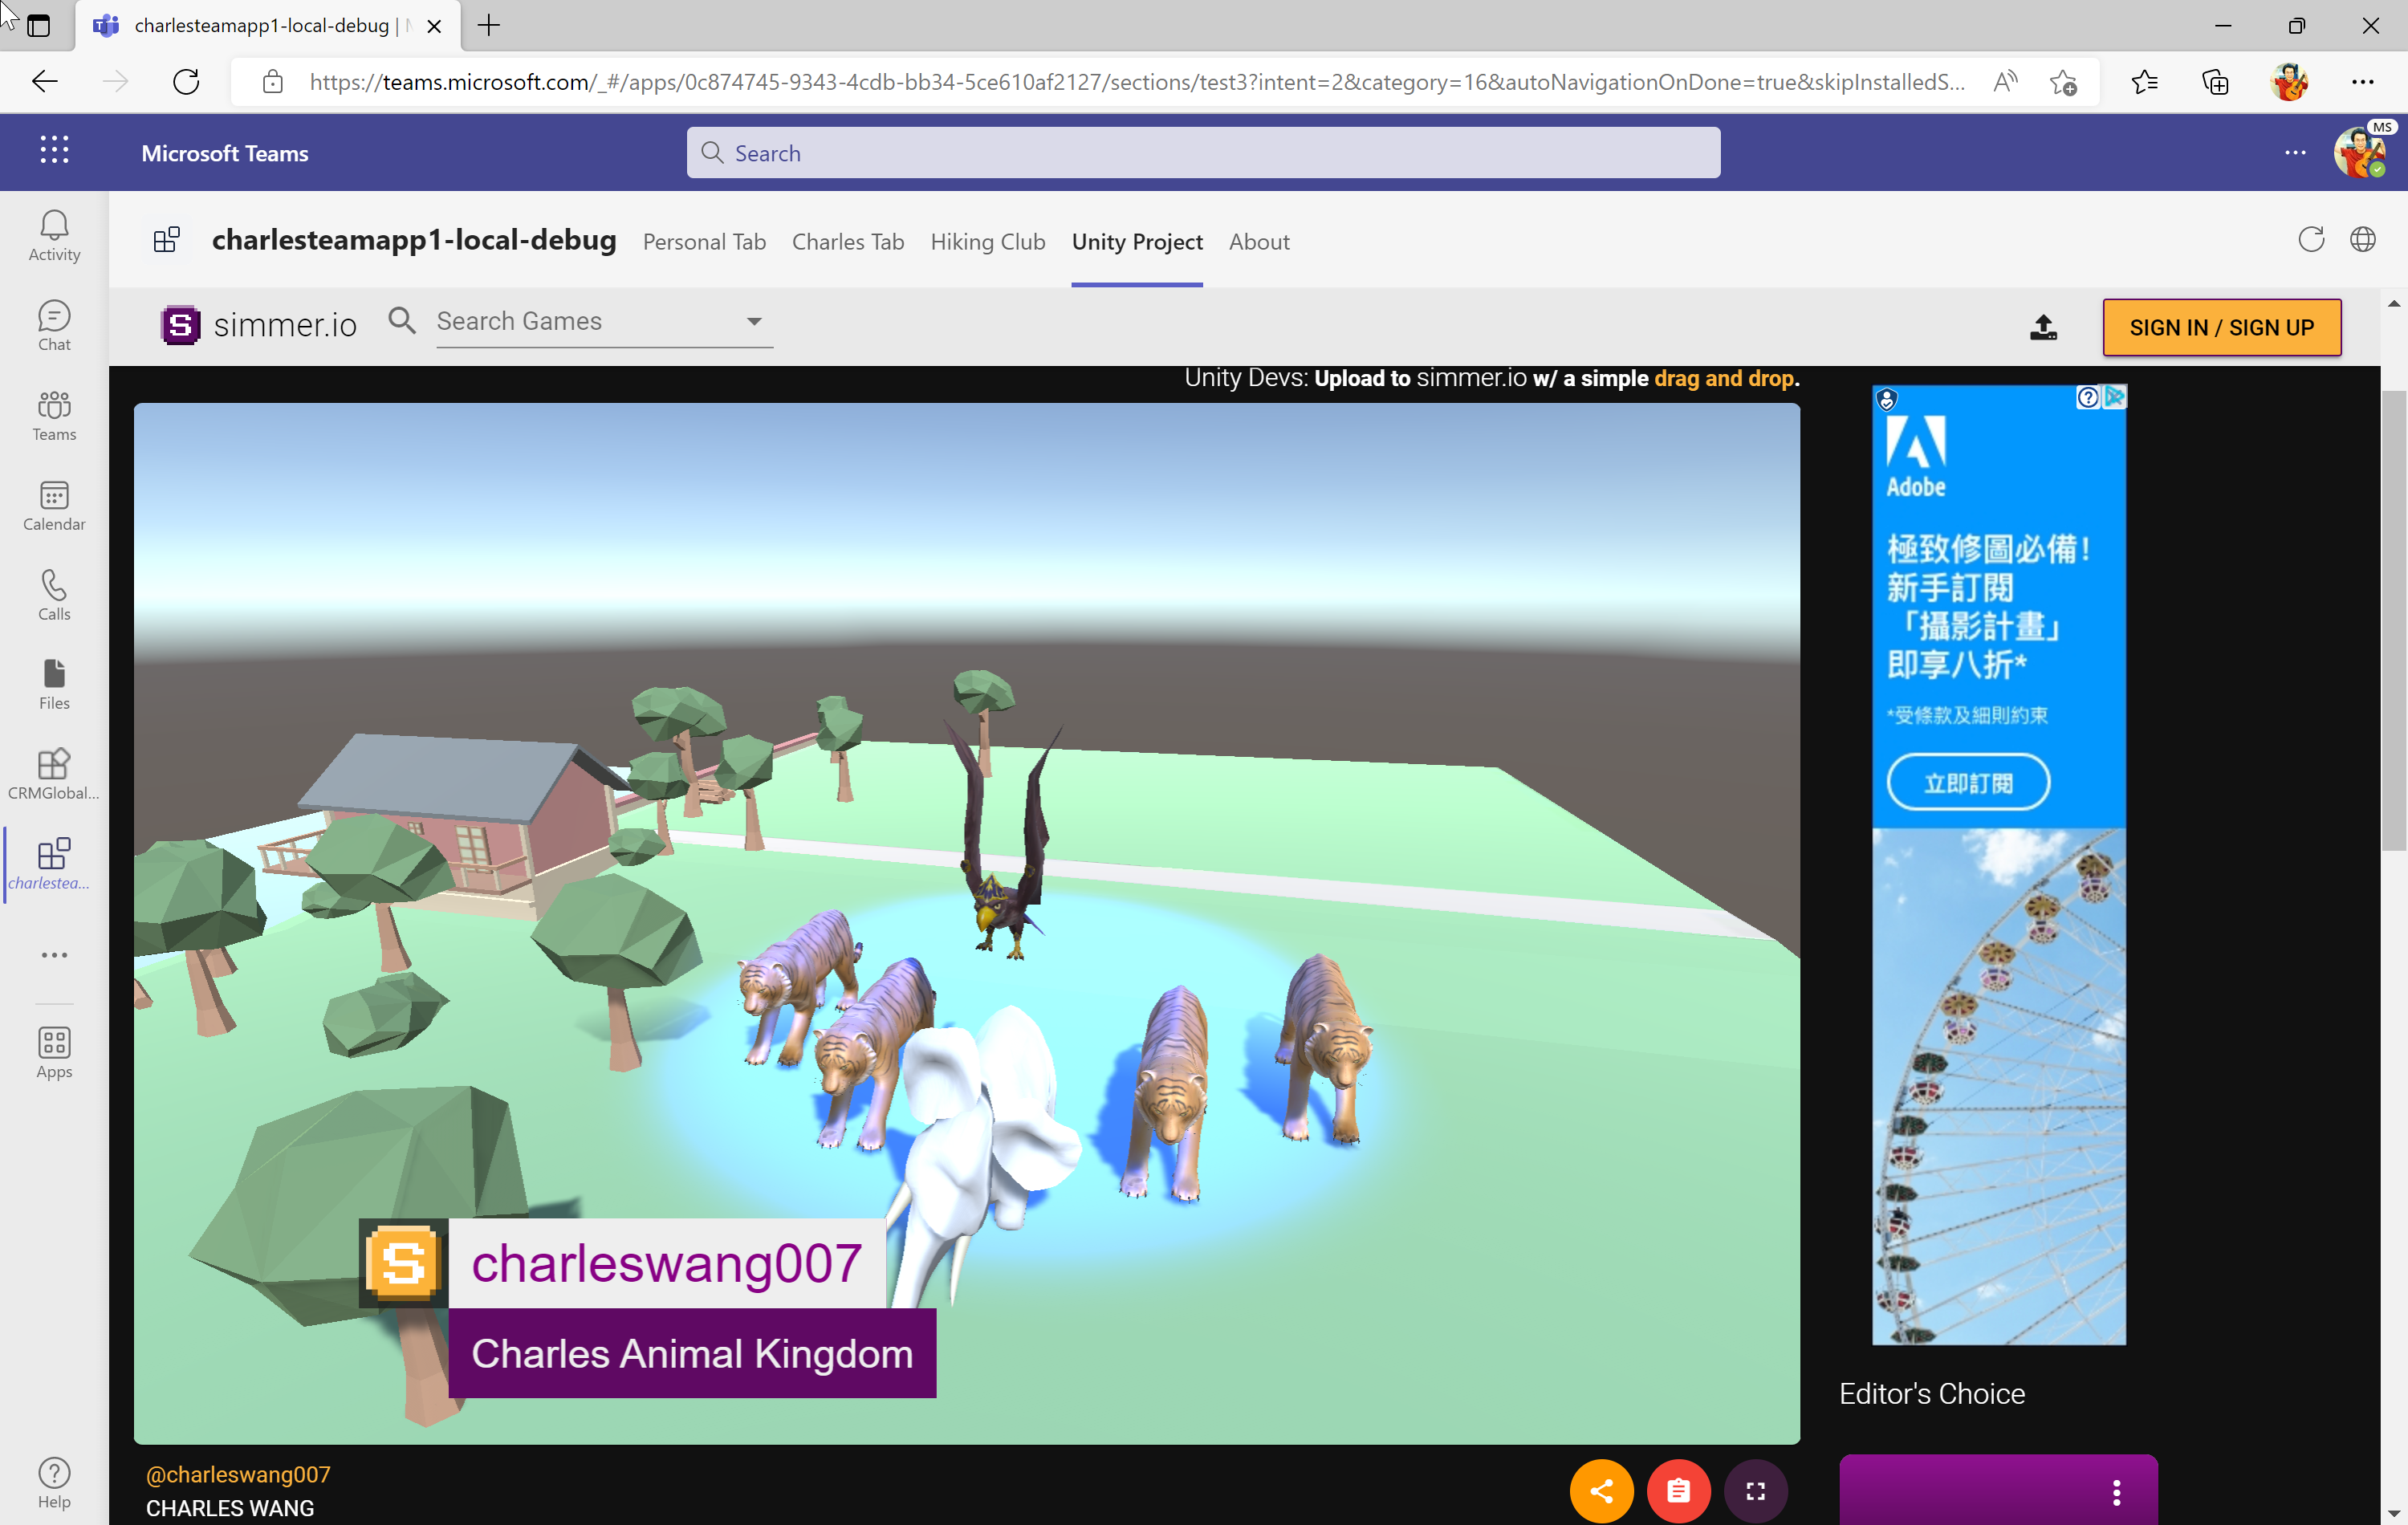 charlesteamapp1-local-debug |
https://teams.microsoft.com/_#/apps/0c874745-9343-4cdb-bb34-5ce610af2127/sections/test3?intent=2&category=16&autoNavigationOnDone=true&skipInstalledS...
Microsoft Teams
Search
MS
Activity
Chat
Teams
Calendar
Calls
Files
CRMGlobal...
charlestea...
Apps
Help
charlesteamapp1-local-debug Personal Tab Charles Tab Hiking Club Unity Project About
simmer.io
Search Games
SIGN IN / SIGN UP
Unity Devs: Upload to simmer.io w/ a simple drag and drop.
charleswang007
Charles Animal Kingdom
@charleswang007
CHARLES WANG
Adobe
極致修圖必備!
新手訂閱
「攝影計畫」
即享八折*
*受條款及細則約束
立即訂閱
Editor's Choice